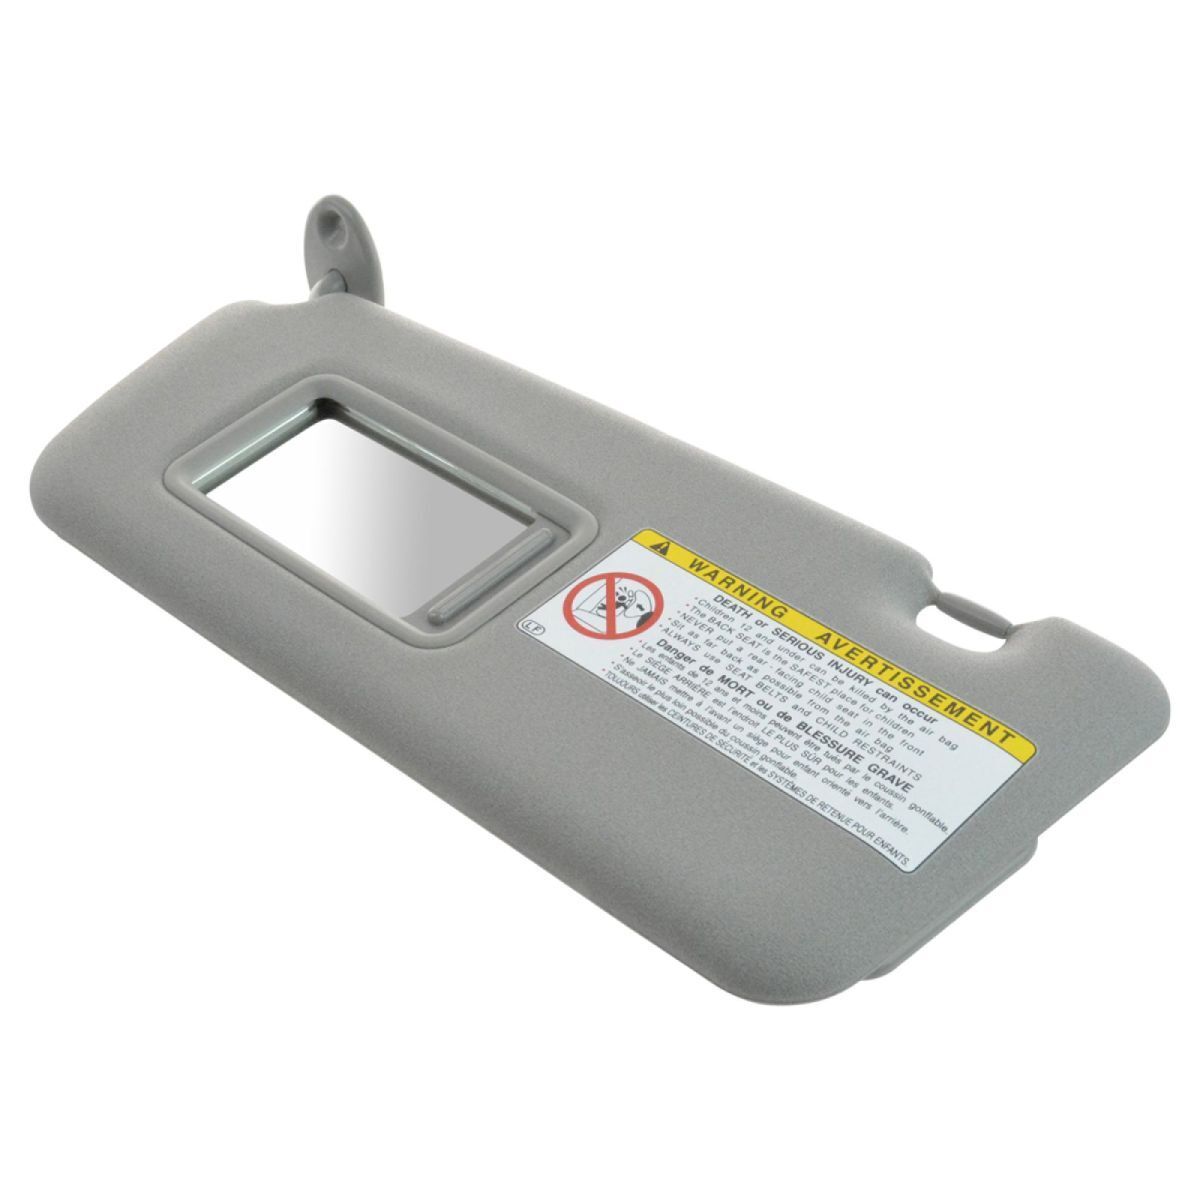 WARNING AVERTISSEMENT
DEATH or SERIOUS INJURY can occur
• Children 12 and under can be killed by the air bag
• The BACK SEAT is the SAFEST place for children
• NEVER put a rear-facing child seat in the front
• Sit as far back as possible from the air bag
• ALWAYS use SEAT BELTS and CHILD RESTRAINTS
Danger de MORT ou de BLESSURE GRAVE
• Les enfants de 12 ans et moins peuvent être tués par le coussin gonflable.
• Le SIÈGE ARRIÈRE est l'endroit LE PLUS SÛR pour les enfants.
• Ne JAMAIS mettre à l'avant un siège pour enfant orienté vers l'arrière.
• S'asseoir le plus loin possible du coussin gonflable.
• TOUJOURS utiliser les CEINTURES DE SÉCURITÉ et les SYSTÈMES DE RETENUE POUR ENFANTS.
LF